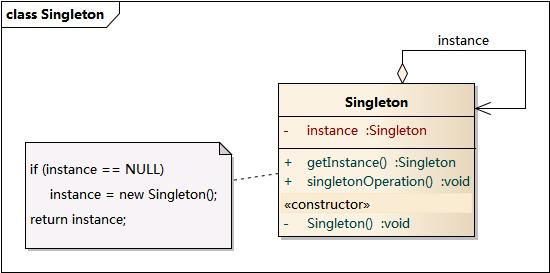 class Singleton
instance
Singleton
- instance :Singleton
+ getInstance() :Singleton
+ singletonOperation() :void
«constructor»
- Singleton() :void
if (instance == NULL)
instance = new Singleton();
return instance;